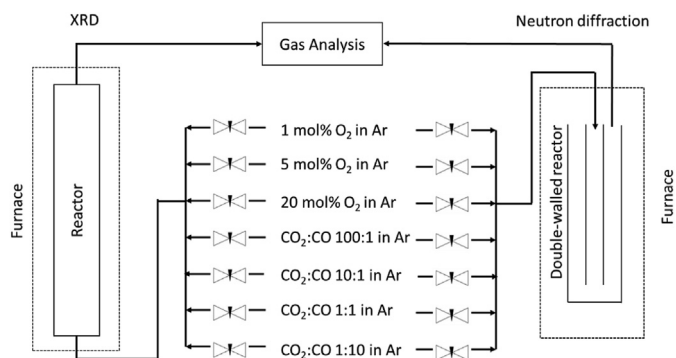 XRD
Neutron diffraction
Gas Analysis
Furnace
Reactor
1 mol% O₂ in Ar
5 mol% O₂ in Ar
20 mol% O₂ in Ar
CO₂:CO 100:1 in Ar
CO₂:CO 10:1 in Ar
CO₂:CO 1:1 in Ar
CO₂:CO 1:10 in Ar
Double-walled reactor
Furnace